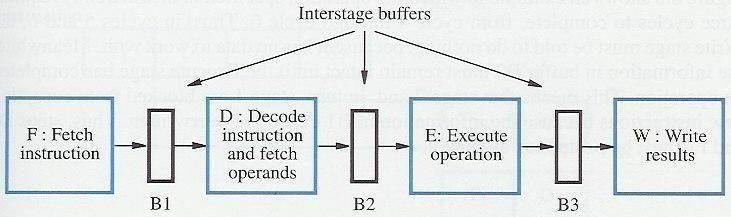 Interstage buffers
F : Fetch
instruction
D : Decode
instruction
and fetch
operands
E: Execute
operation
W : Write
results
B1
B2
B3